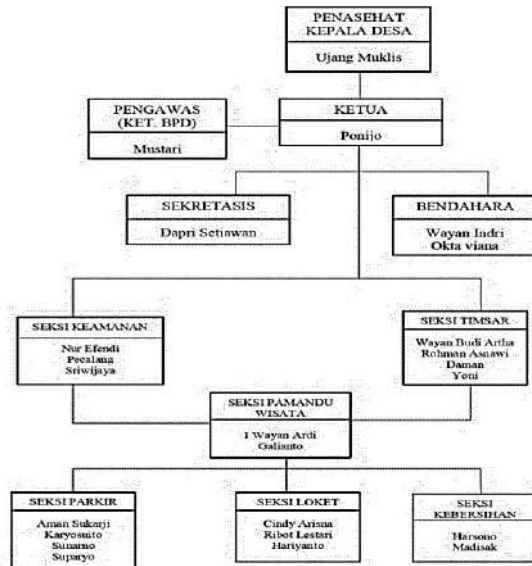 PENASEHAT
KEPALA DESA
Ujang Muklis
PENGAWAS
(KET. BPD)
Mustari
KETUA
Ponijo
SEKRETASIS
Dapri Setiawan
BENDAHARA
Wayan Indri
Okta viana
SEKSI KEAMANAN
Nur Efendi
Pecalang
Sriwijaya
SEKSI TIMSAR
Wayan Budi Artha
Rohman Asnawi
Daman
Yoni
SEKSI PAMANDU
WISATA
I Wayan Ardi
Galianto
SEKSI PARKIR
Aman Sukarji
Karyosuito
Sunarno
Suparyo
SEKSI LOKET
Cindy Arisna
Ribot Lestari
Hariyanto
SEKSI
KEBERSIHAN
Harsono
Madisak